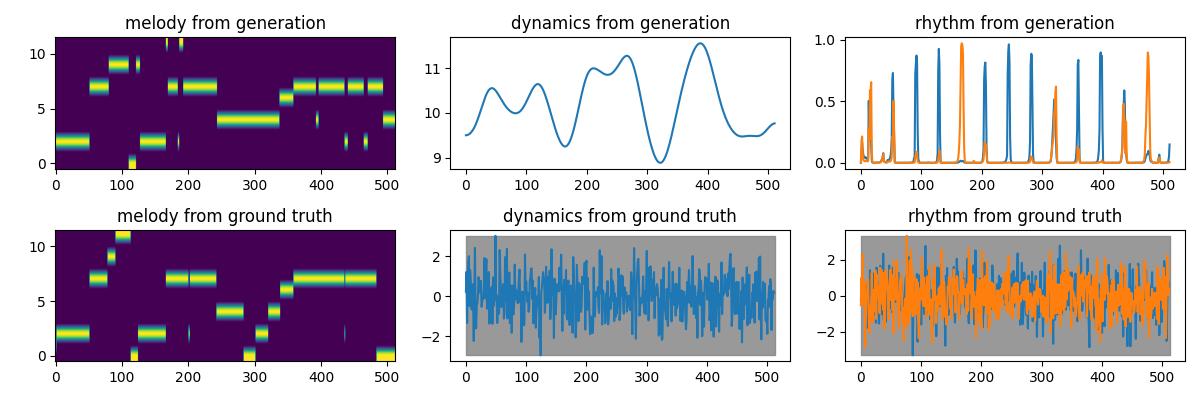 melody from generation
10
5
0
0 100 200 300 400 500
dynamics from generation
11
10
9
0 100 200 300 400 500
rhythm from generation
1.0
0.5
0.0
0 100 200 300 400 500
melody from ground truth
10
5
0
0 100 200 300 400 500
dynamics from ground truth
2
0
−2
0 100 200 300 400 500
rhythm from ground truth
2
0
−2
0 100 200 300 400 500